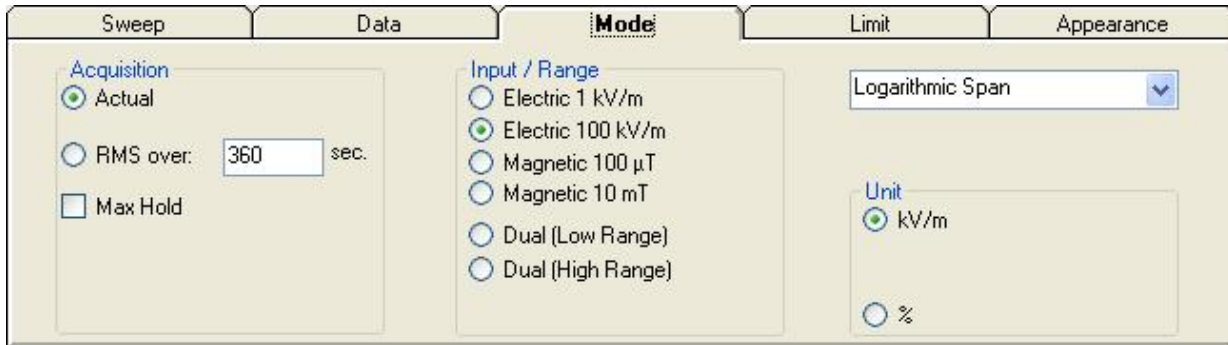 Sweep
Data
Mode
Limit
Appearance
Acquisition
Actual
RMS over: 360 sec.
Max Hold
Input / Range
Electric 1 kV/m
Electric 100 kV/m
Magnetic 100 µT
Magnetic 10 mT
Dual (Low Range)
Dual (High Range)
Logarithmic Span
Unit
kV/m
%